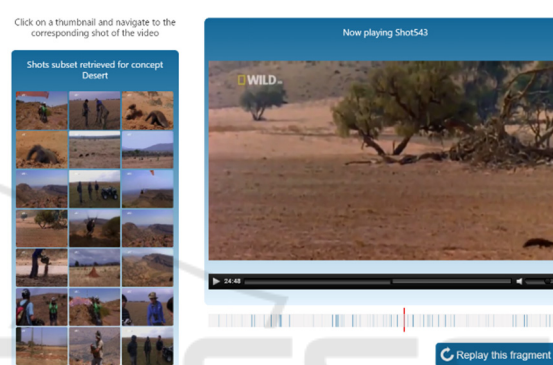 Click on a thumbnail and navigate to the
corresponding shot of the video
Shots subset retrieved for concept
Desert
Now playing Shot543
WILD
24:48
Replay this fragment